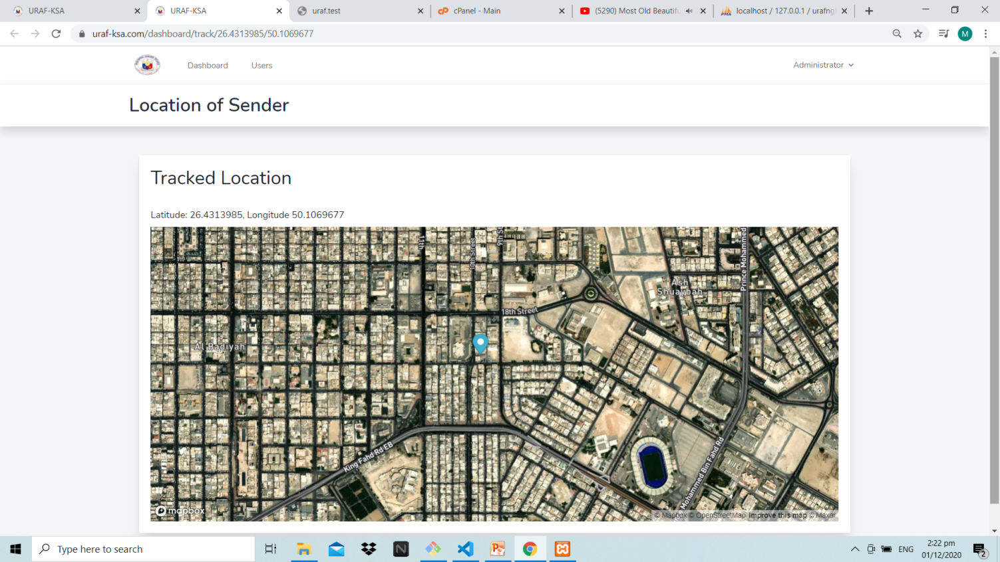 URAF-KSA
URAF-KSA
uraf.test
cPanel - Main
(5290) Most Old Beautifu
localhost / 127.0.0.1 / urafng
uraf-ksa.com/dashboard/track/26.4313985/50.1069677
M
Dashboard
Users
Administrator
Location of Sender
Tracked Location
Latitude: 26.4313985, Longitude 50.1069677
11th
10th Street
9th St
Prince Mohammed
Ash
Shuaybah
18th Street
Al Badiyah
King Fahd Rd EB
Mohammed Bin Fahd Rd
mapbox
© Mapbox © OpenStreetMap Improve this map © Maxar
Type here to search
ENG
2:22 pm
01/12/2020
2